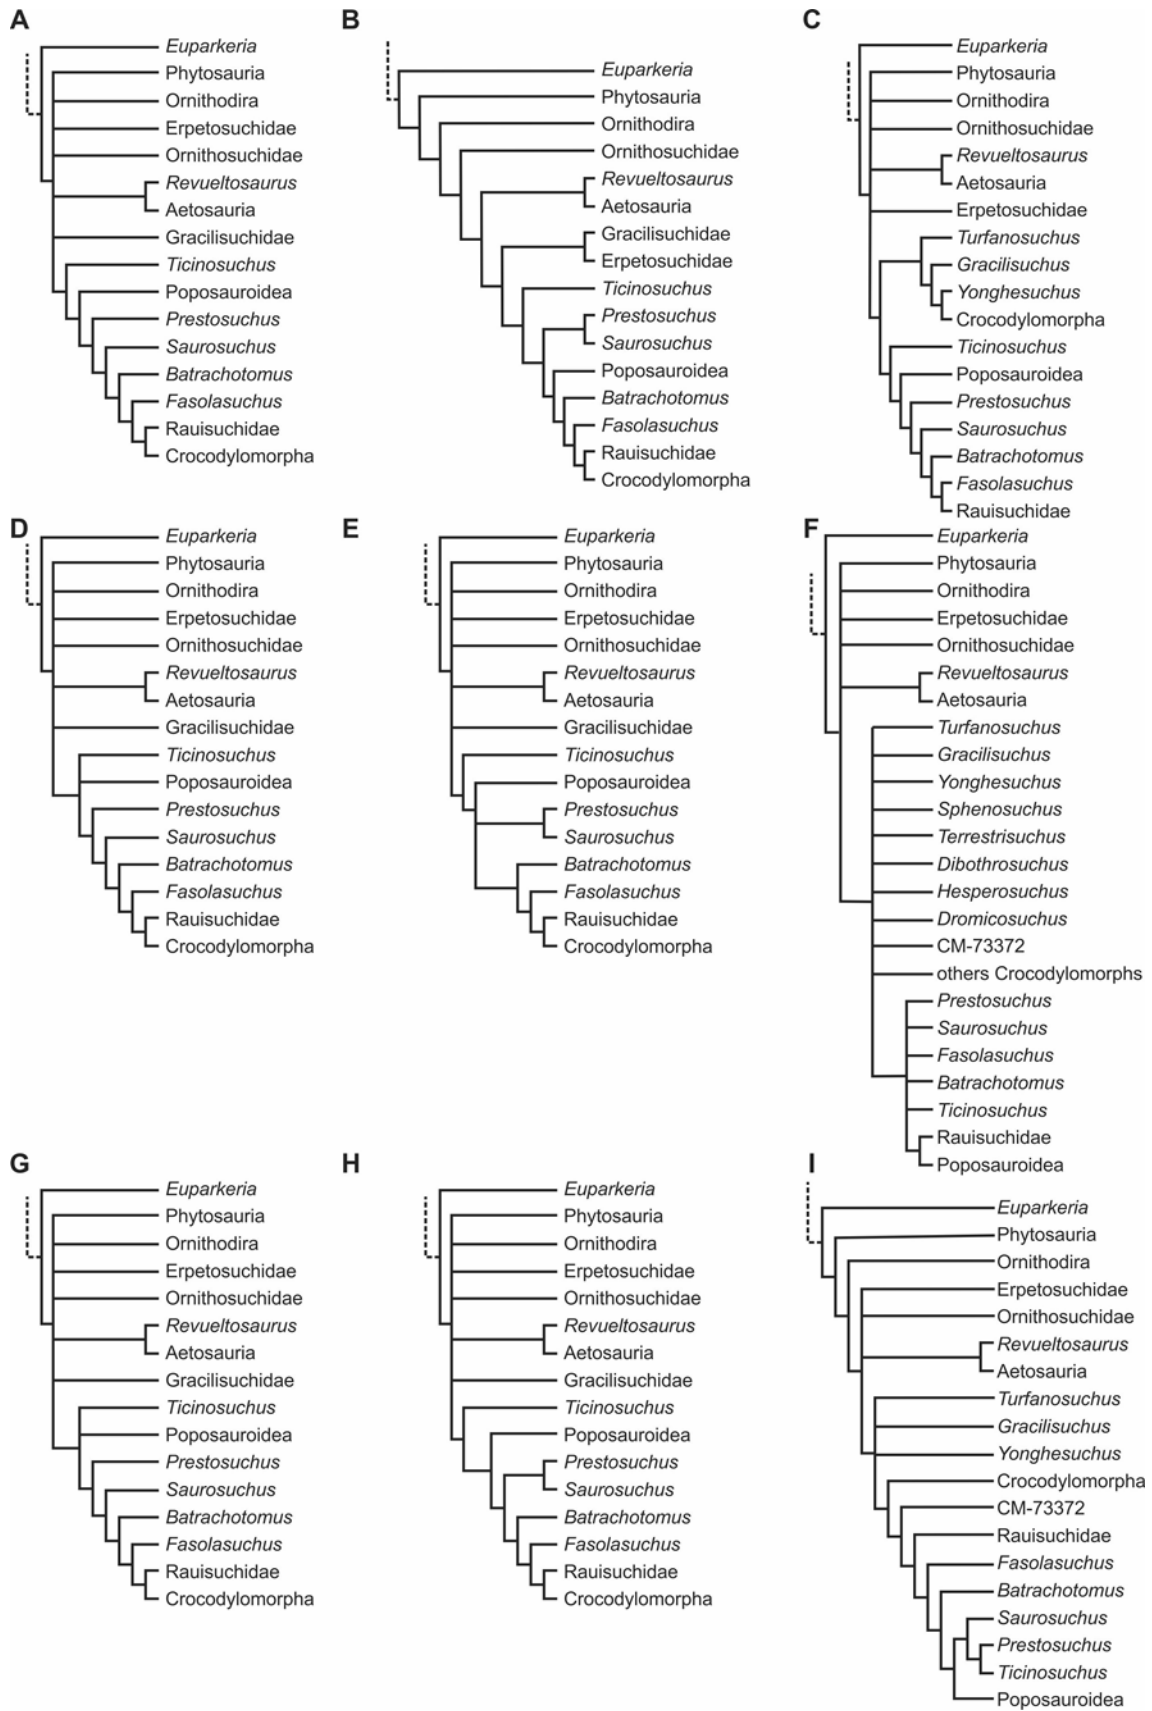 A
Euparkeria
Phytosauria
Ornithodira
Erpetosuchidae
Ornithosuchidae
Revueltosaurus
Aetosauria
Gracilisuchidae
Ticinosuchus
Poposauroidea
Prestosuchus
Saurosuchus
Batrachotomus
Fasolasuchus
Rauisuchidae
Crocodylomorpha
B
Euparkeria
Phytosauria
Ornithodira
Ornithosuchidae
Revueltosaurus
Aetosauria
Gracilisuchidae
Erpetosuchidae
Ticinosuchus
Prestosuchus
Saurosuchus
Poposauroidea
Batrachotomus
Fasolasuchus
Rauisuchidae
Crocodylomorpha
C
Euparkeria
Phytosauria
Ornithodira
Ornithosuchidae
Revueltosaurus
Aetosauria
Erpetosuchidae
Turfanosuchus
Gracilisuchus
Yonghesuchus
Crocodylomorpha
Ticinosuchus
Poposauroidea
Prestosuchus
Saurosuchus
Batrachotomus
Fasolasuchus
Rauisuchidae
D
Euparkeria
Phytosauria
Ornithodira
Erpetosuchidae
Ornithosuchidae
Revueltosaurus
Aetosauria
Gracilisuchidae
Ticinosuchus
Poposauroidea
Prestosuchus
Saurosuchus
Batrachotomus
Fasolasuchus
Rauisuchidae
Crocodylomorpha
E
Euparkeria
Phytosauria
Ornithodira
Erpetosuchidae
Ornithosuchidae
Revueltosaurus
Aetosauria
Gracilisuchidae
Ticinosuchus
Poposauroidea
Prestosuchus
Saurosuchus
Batrachotomus
Fasolasuchus
Rauisuchidae
Crocodylomorpha
F
Euparkeria
Phytosauria
Ornithodira
Erpetosuchidae
Ornithosuchidae
Revueltosaurus
Aetosauria
Turfanosuchus
Gracilisuchus
Yonghesuchus
Sphenosuchus
Terrestrisuchus
Dibothrosuchus
Hesperosuchus
Dromicosuchus
CM-73372
others Crocodylomorphs
Prestosuchus
Saurosuchus
Fasolasuchus
Batrachotomus
Ticinosuchus
Rauisuchidae
Poposauroidea
G
Euparkeria
Phytosauria
Ornithodira
Erpetosuchidae
Ornithosuchidae
Revueltosaurus
Aetosauria
Gracilisuchidae
Ticinosuchus
Poposauroidea
Prestosuchus
Saurosuchus
Batrachotomus
Fasolasuchus
Rauisuchidae
Crocodylomorpha
H
Euparkeria
Phytosauria
Ornithodira
Erpetosuchidae
Ornithosuchidae
Revueltosaurus
Aetosauria
Gracilisuchidae
Ticinosuchus
Poposauroidea
Prestosuchus
Saurosuchus
Batrachotomus
Fasolasuchus
Rauisuchidae
Crocodylomorpha
I
Euparkeria
Phytosauria
Ornithodira
Erpetosuchidae
Ornithosuchidae
Revueltosaurus
Aetosauria
Turfanosuchus
Gracilisuchus
Yonghesuchus
Crocodylomorpha
CM-73372
Rauisuchidae
Fasolasuchus
Batrachotomus
Saurosuchus
Prestosuchus
Ticinosuchus
Poposauroidea